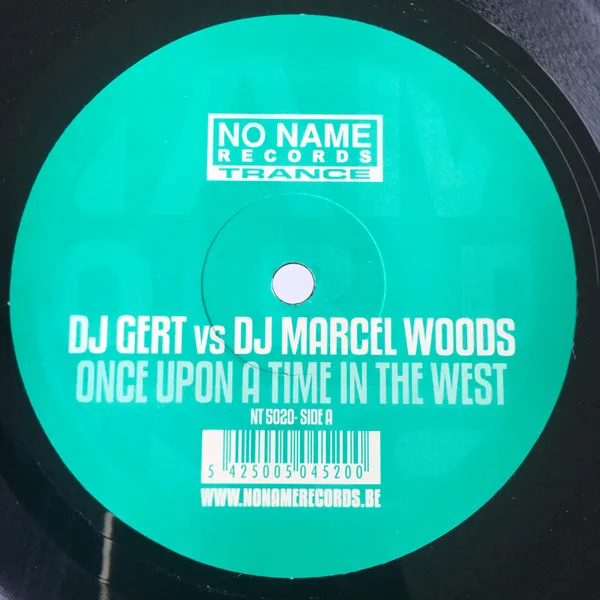 NO NAME
RECORDS
TRANCE
DJ GERT vs DJ MARCEL WOODS
ONCE UPON A TIME IN THE WEST
NT 5020- SIDE A
5 425005 045200
WWW.NONAMERECORDS.BE